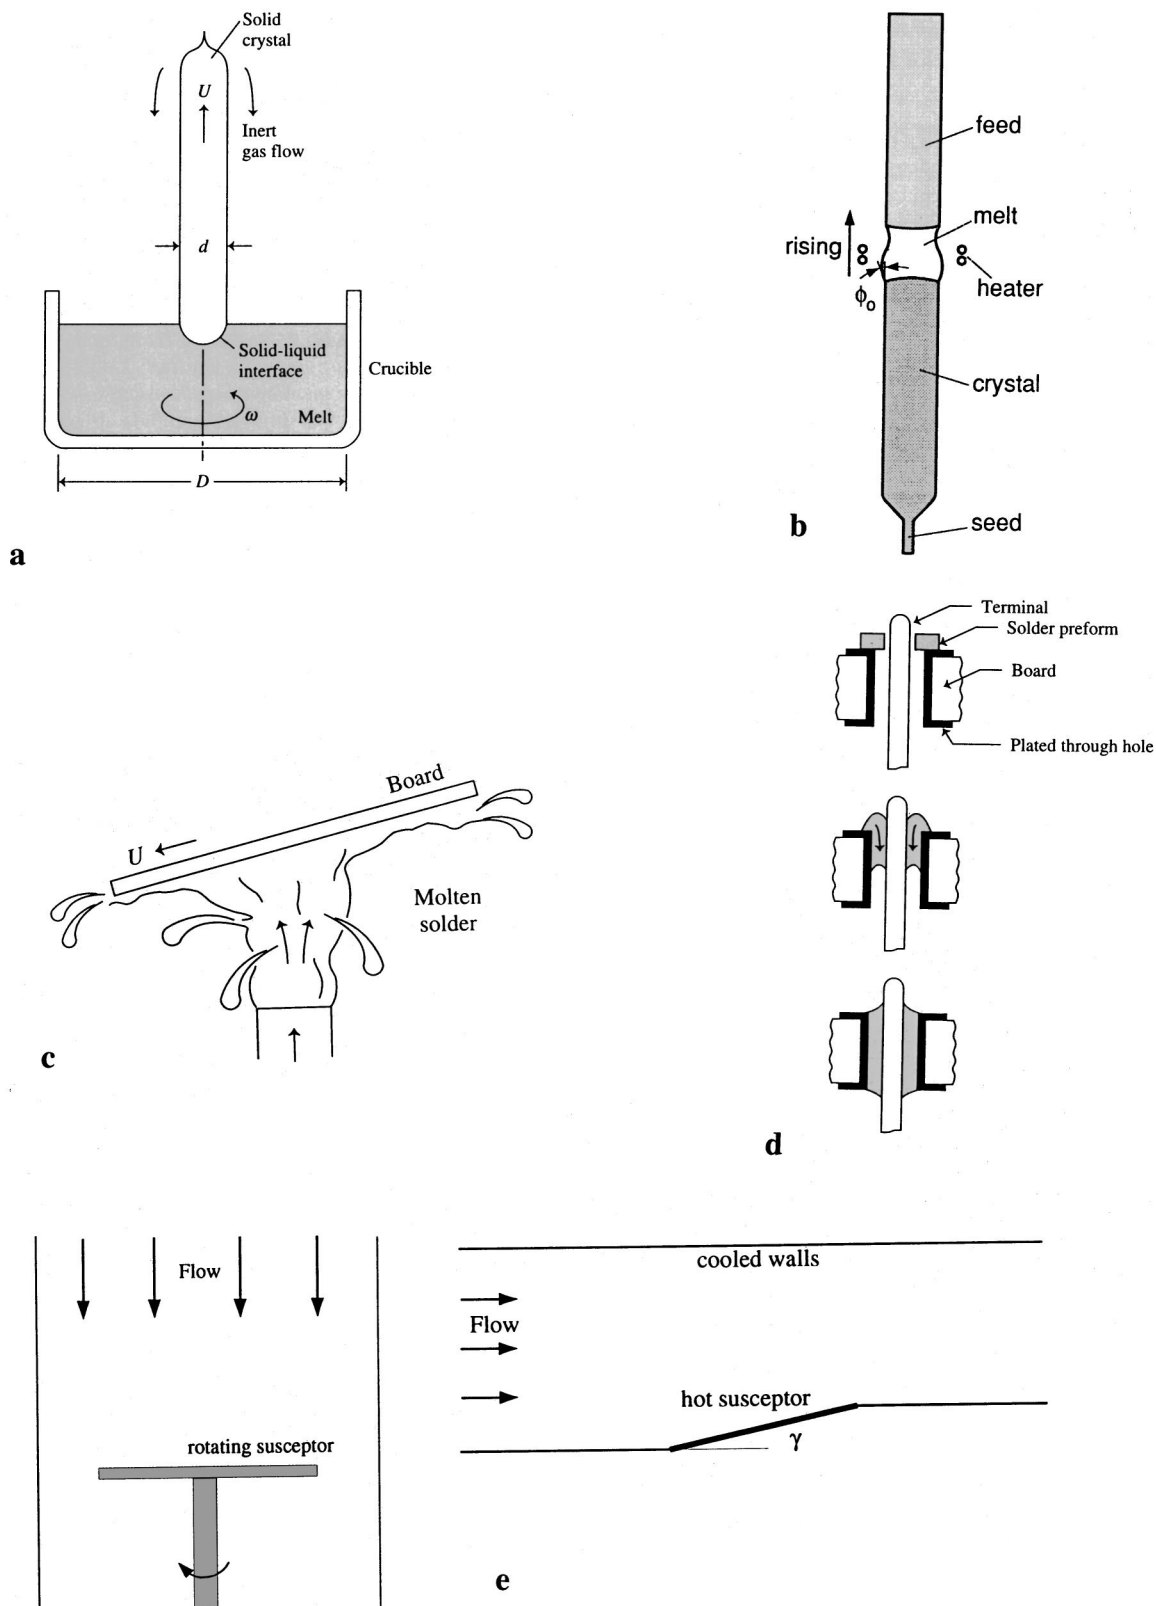 Solid
crystal
U
Inert
gas flow
d
Solid-liquid
interface
Crucible
ω
Melt
D
a
feed
melt
rising
heater
ϕo
crystal
seed
b
Terminal
Solder preform
Board
Plated through hole
d
Board
U
Molten
solder
c
Flow
rotating susceptor
cooled walls
Flow
hot susceptor
γ
e